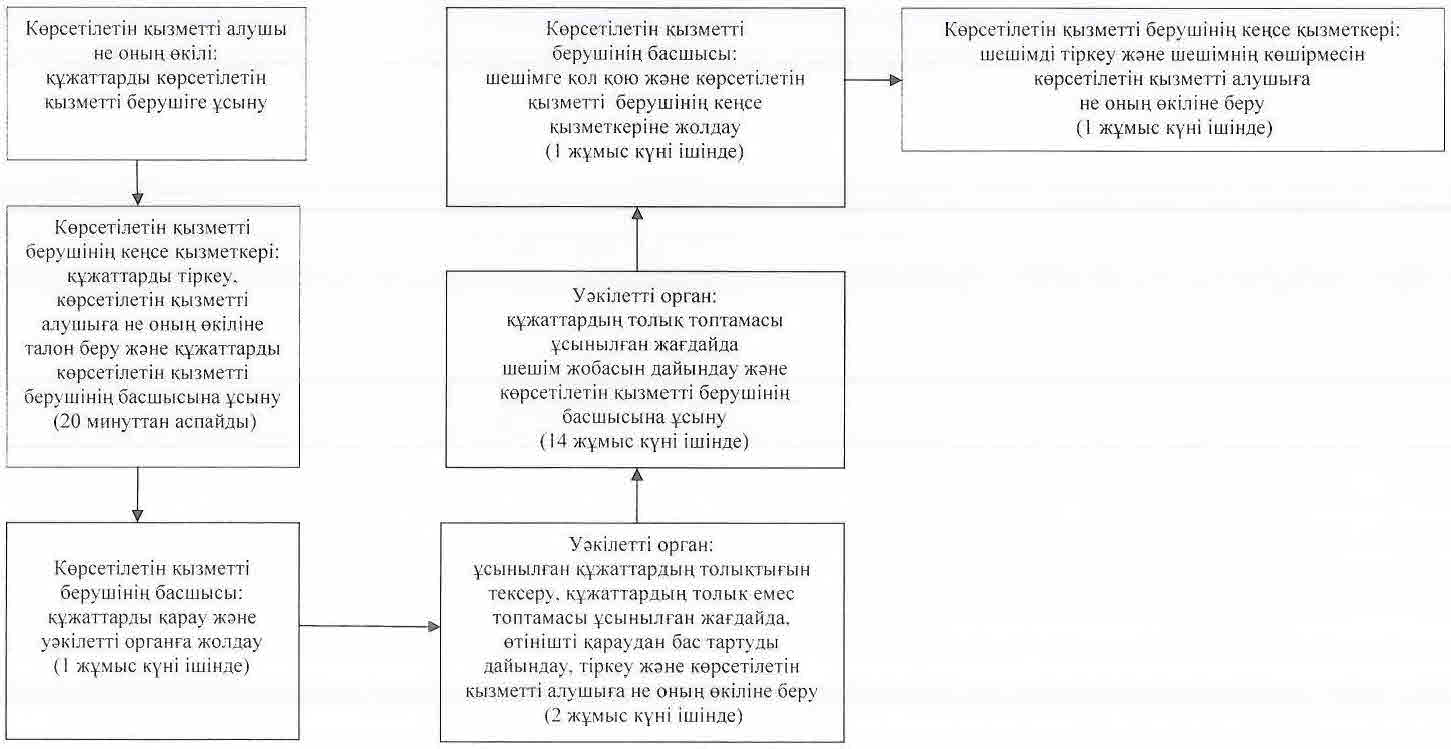 Көрсетілетін қызметті алушы
не оның өкілі:
құжаттарды көрсетілетін
қызметті берушіге ұсыну
Көрсетілетін қызметті
берушінің кеңсе қызметкері:
құжаттарды тіркеу,
көрсетілетін қызметті
алушыға не оның өкіліне
талон беру және құжаттарды
көрсетілетін қызметті
берушінің басшысына ұсыну
(20 минуттан аспайды)
Көрсетілетін қызметті
берушінің басшысы:
құжаттарды қарау және
уәкілетті органға жолдау
(1 жұмыс күні ішінде)
Уәкілетті орган:
ұсынылған құжаттардың толықтығын
тексеру, құжаттардың толық емес
топтамасы ұсынылған жағдайда,
өтінішті қараудан бас тартуды
дайындау, тіркеу және көрсетілетін
қызметті алушыға не оның өкіліне беру
(2 жұмыс күні ішінде)
Уәкілетті орган:
құжаттардың толық топтамасы
ұсынылған жағдайда
шешім жобасын дайындау және
көрсетілетін қызметті берушінің
басшысына ұсыну
(14 жұмыс күні ішінде)
Көрсетілетін қызметті
берушінің басшысы:
шешімге қол қою және көрсетілетін
қызметті берушінің кеңсе
қызметкеріне жолдау
(1 жұмыс күні ішінде)
Көрсетілетін қызметті берушінің кеңсе қызметкері:
шешімді тіркеу және шешімнің көшірмесін
көрсетілетін қызметті алушыға
не оның өкіліне беру
(1 жұмыс күні ішінде)